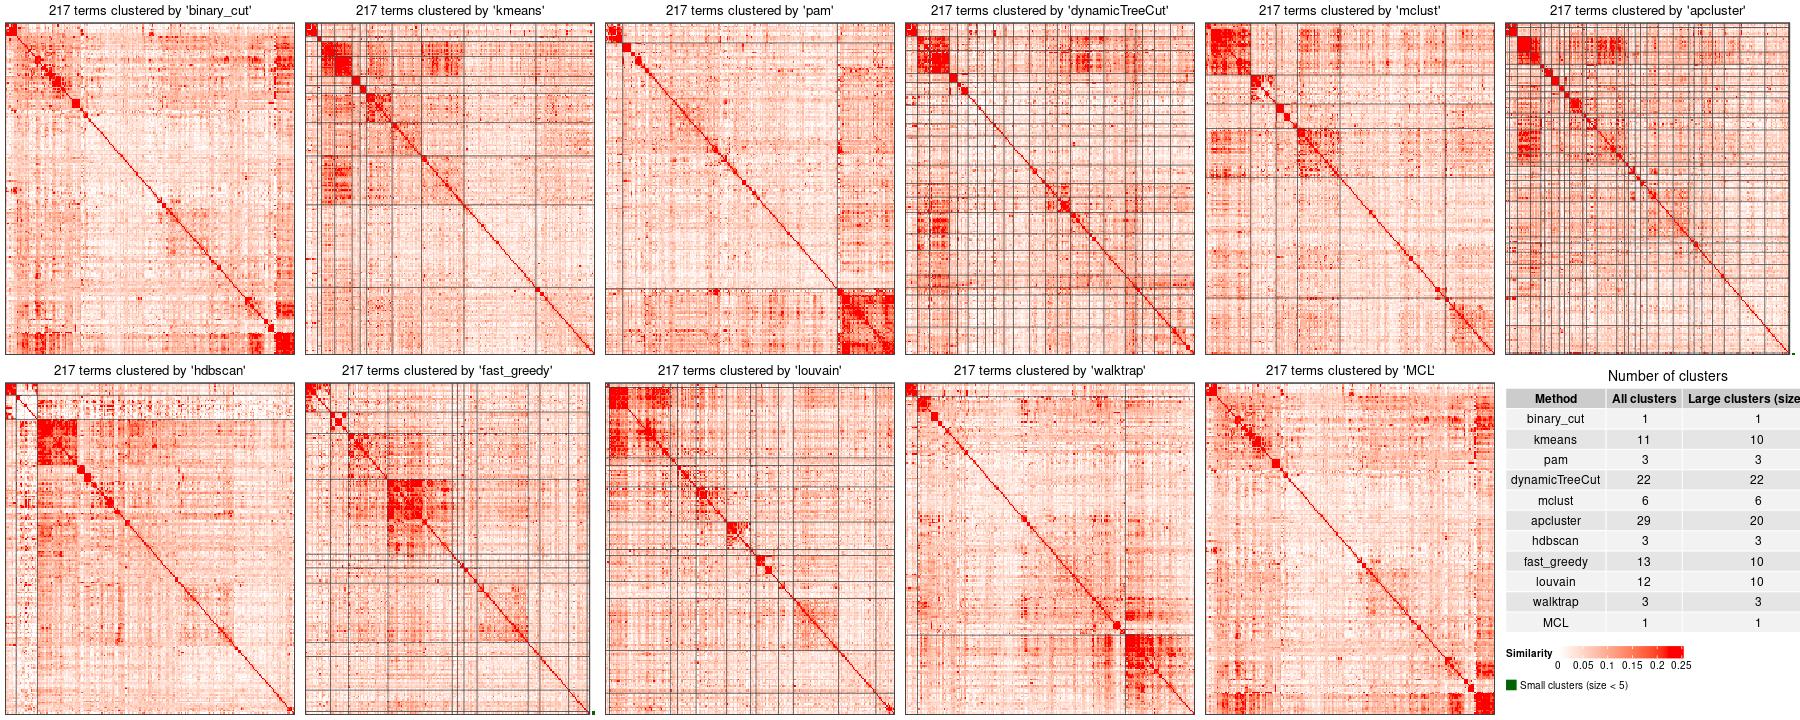 217 terms clustered by 'binary_cut'
217 terms clustered by 'kmeans'
217 terms clustered by 'pam'
217 terms clustered by 'dynamicTreeCut'
217 terms clustered by 'mclust'
217 terms clustered by 'apcluster'
217 terms clustered by 'hdbscan'
217 terms clustered by 'fast_greedy'
217 terms clustered by 'louvain'
217 terms clustered by 'walktrap'
217 terms clustered by 'MCL'
Number of clusters
Method All clusters Large clusters (size
binary_cut 1 1
kmeans 11 10
pam 3 3
dynamicTreeCut 22 22
mclust 6 6
apcluster 29 20
hdbscan 3 3
fast_greedy 13 10
louvain 12 10
walktrap 3 3
MCL 1 1
Similarity
0 0.05 0.1 0.15 0.2 0.25
Small clusters (size < 5)